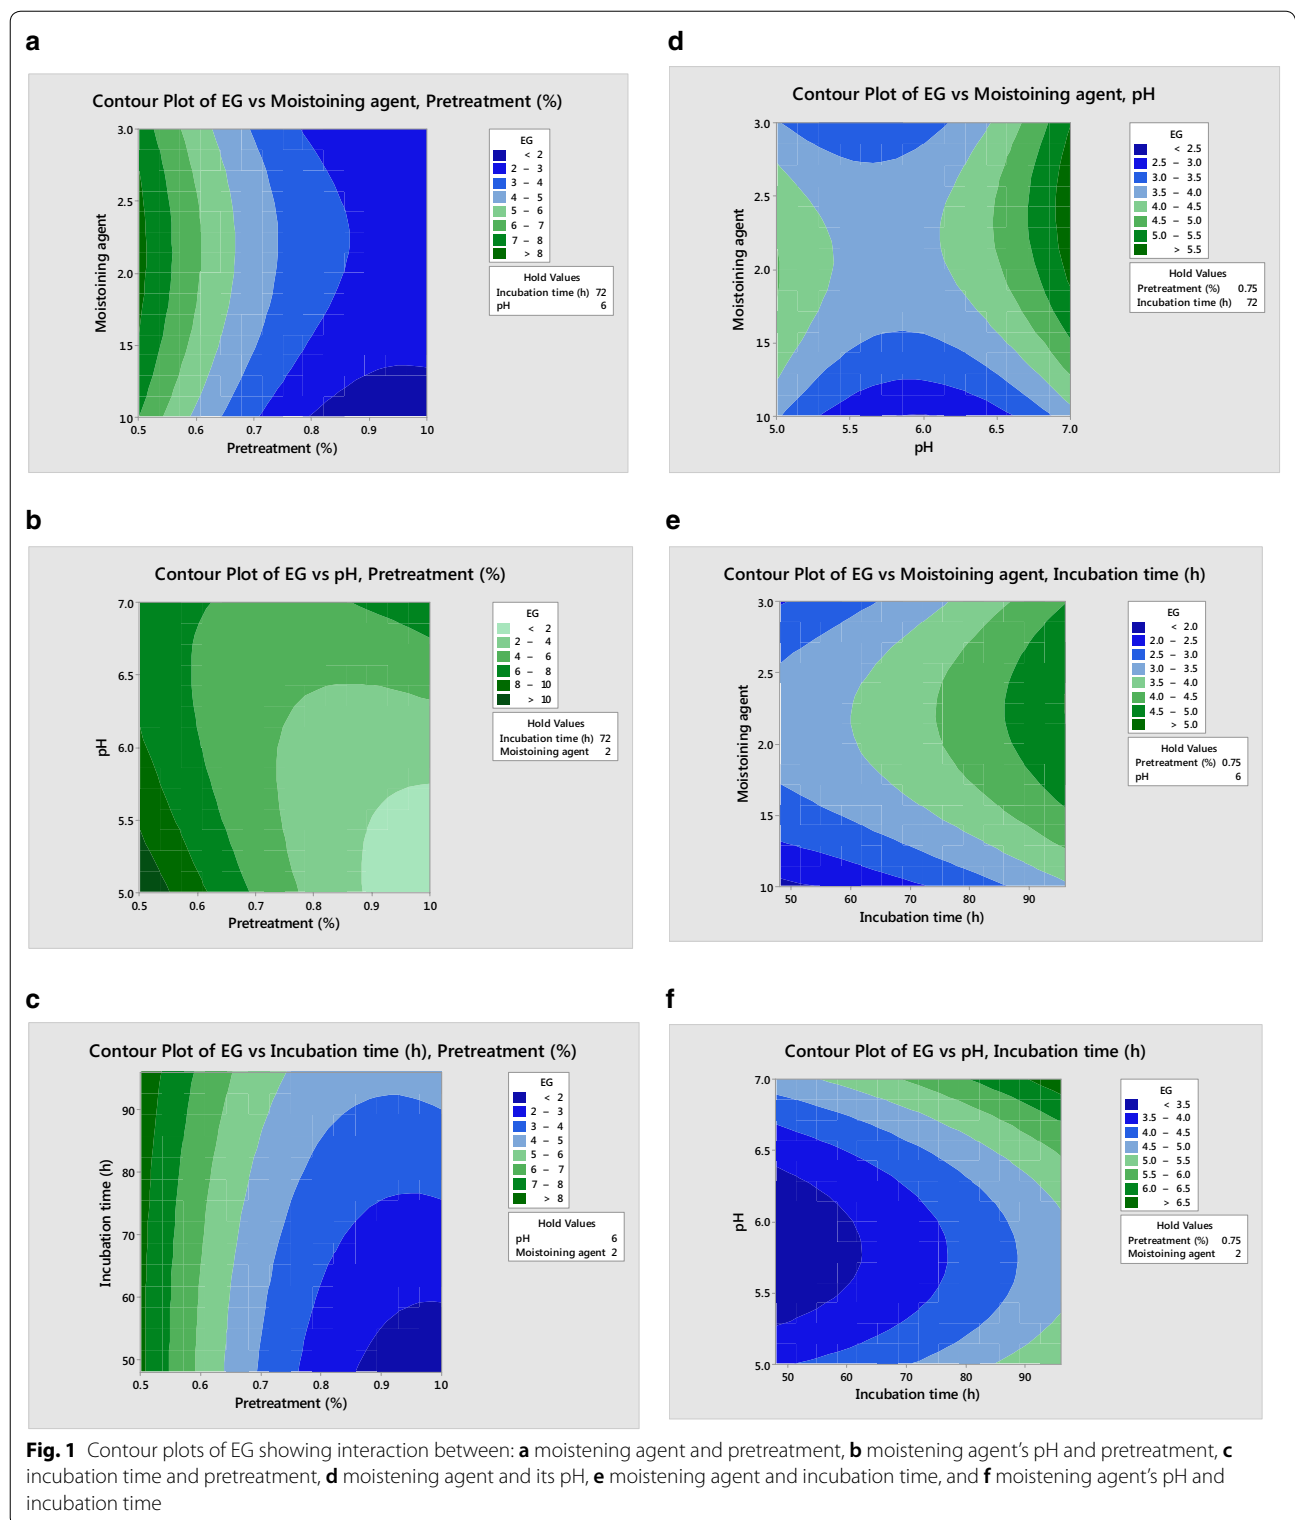 a
Contour Plot of EG vs Moistoining agent, Pretreatment (%)
3.0
2.5
2.0
15
10
Moistoining agent
0.5 0.6 0.7 0.8 0.9 1.0
Pretreatment (%)
EG
< 2
2 – 3
3 – 4
4 – 5
5 – 6
6 – 7
7 – 8
> 8
Hold Values
Incubation time (h) 72
pH 6
b
Contour Plot of EG vs pH, Pretreatment (%)
7.0
6.5
6.0
5.5
5.0
pH
0.5 0.6 0.7 0.8 0.9 1.0
Pretreatment (%)
EG
< 2
2 – 4
4 – 6
6 – 8
8 – 10
> 10
Hold Values
Incubation time (h) 72
Moistoining agent 2
c
Contour Plot of EG vs Incubation time (h), Pretreatment (%)
90
80
70
60
50
Incubation time (h)
0.5 0.6 0.7 0.8 0.9 1.0
Pretreatment (%)
EG
< 2
2 – 3
3 – 4
4 – 5
5 – 6
6 – 7
7 – 8
> 8
Hold Values
pH 6
Moistoining agent 2
d
Contour Plot of EG vs Moistoining agent, pH
3.0
2.5
2.0
1.5
10
Moistoining agent
5.0 5.5 6.0 6.5 7.0
pH
EG
< 2.5
2.5 – 3.0
3.0 – 3.5
3.5 – 4.0
4.0 – 4.5
4.5 – 5.0
5.0 – 5.5
> 5.5
Hold Values
Pretreatment (%) 0.75
Incubation time (h) 72
e
Contour Plot of EG vs Moistoining agent, Incubation time (h)
3.0
2.5
2.0
15
10
Moistoining agent
50 60 70 80 90
Incubation time (h)
EG
< 2.0
2.0 – 2.5
2.5 – 3.0
3.0 – 3.5
3.5 – 4.0
4.0 – 4.5
4.5 – 5.0
> 5.0
Hold Values
Pretreatment (%) 0.75
pH 6
f
Contour Plot of EG vs pH, Incubation time (h)
7.0
6.5
6.0
5.5
5.0
pH
50 60 70 80 90
Incubation time (h)
EG
< 3.5
3.5 – 4.0
4.0 – 4.5
4.5 – 5.0
5.0 – 5.5
5.5 – 6.0
6.0 – 6.5
> 6.5
Hold Values
Pretreatment (%) 0.75
Moistoining agent 2
Fig. 1 Contour plots of EG showing interaction between: a moistening agent and pretreatment, b moistening agent’s pH and pretreatment, c
incubation time and pretreatment, d moistening agent and its pH, e moistening agent and incubation time, and f moistening agent’s pH and
incubation time